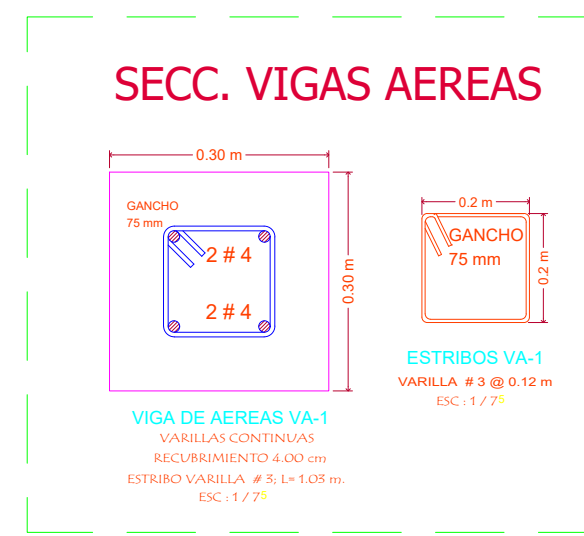 SECC. VIGAS AEREAS
0.30 m
GANCHO
75 mm
2 # 4
2 # 4
0.30 m
VIGA DE AEREAS VA-1
VARILLAS CONTINUAS
RECUBRIMIENTO 4.00 cm
ESTRIBO VARILLA # 3; L= 1.03 m.
ESC : 1 / 75
0.2 m
GANCHO
75 mm
0.2 m
ESTRIBOS VA-1
VARILLA # 3 @ 0.12 m
ESC : 1 / 75